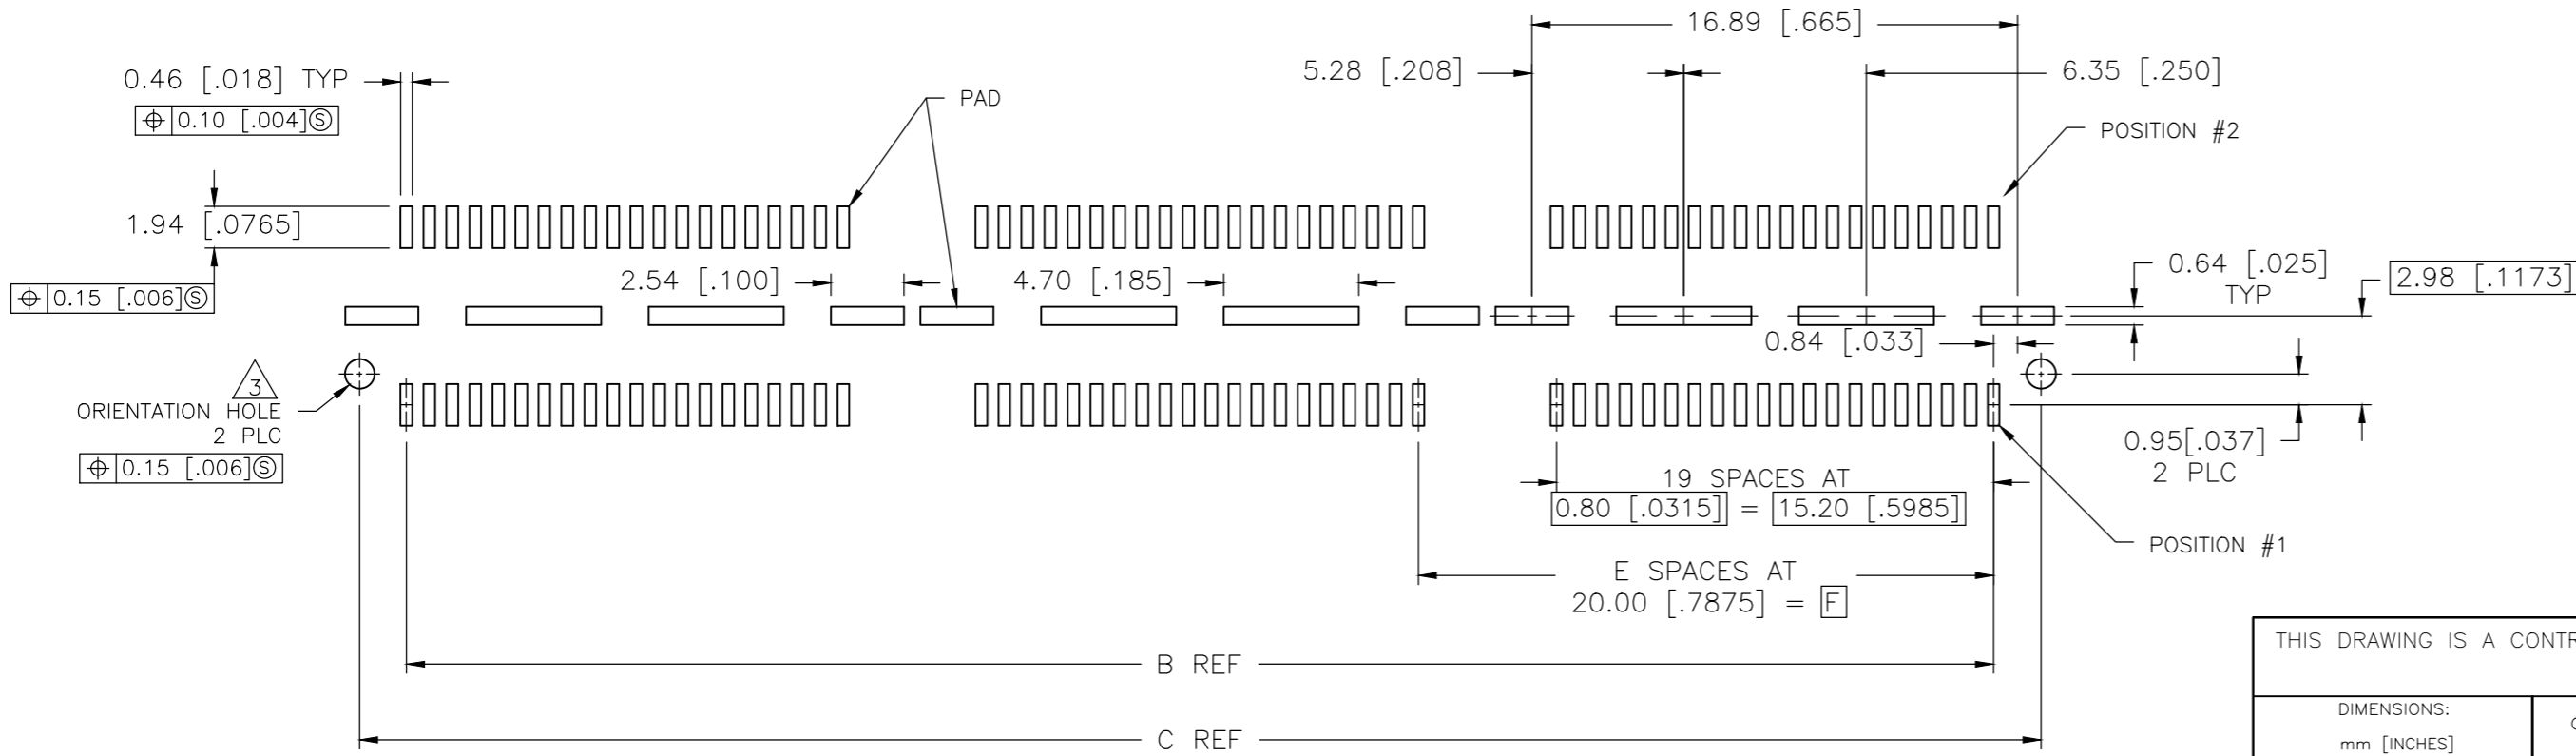 16.89 [.665]
0.46 [.018] TYP
5.28 [.208]
6.35 [.250]
⌖ 0.10 [.004]Ⓢ
PAD
POSITION #2
1.94 [.0765]
2.54 [.100]
4.70 [.185]
0.64 [.025]
TYP
2.98 [.1173]
⌖ 0.15 [.006]Ⓢ
0.84 [.033]
3
ORIENTATION HOLE
2 PLC
⌖ 0.15 [.006]Ⓢ
0.95[.037]
2 PLC
19 SPACES AT
0.80 [.0315] = 15.20 [.5985]
POSITION #1
E SPACES AT
20.00 [.7875] = F
B REF
C REF
THIS DRAWING IS A CONTR
DIMENSIONS:
mm [INCHES]